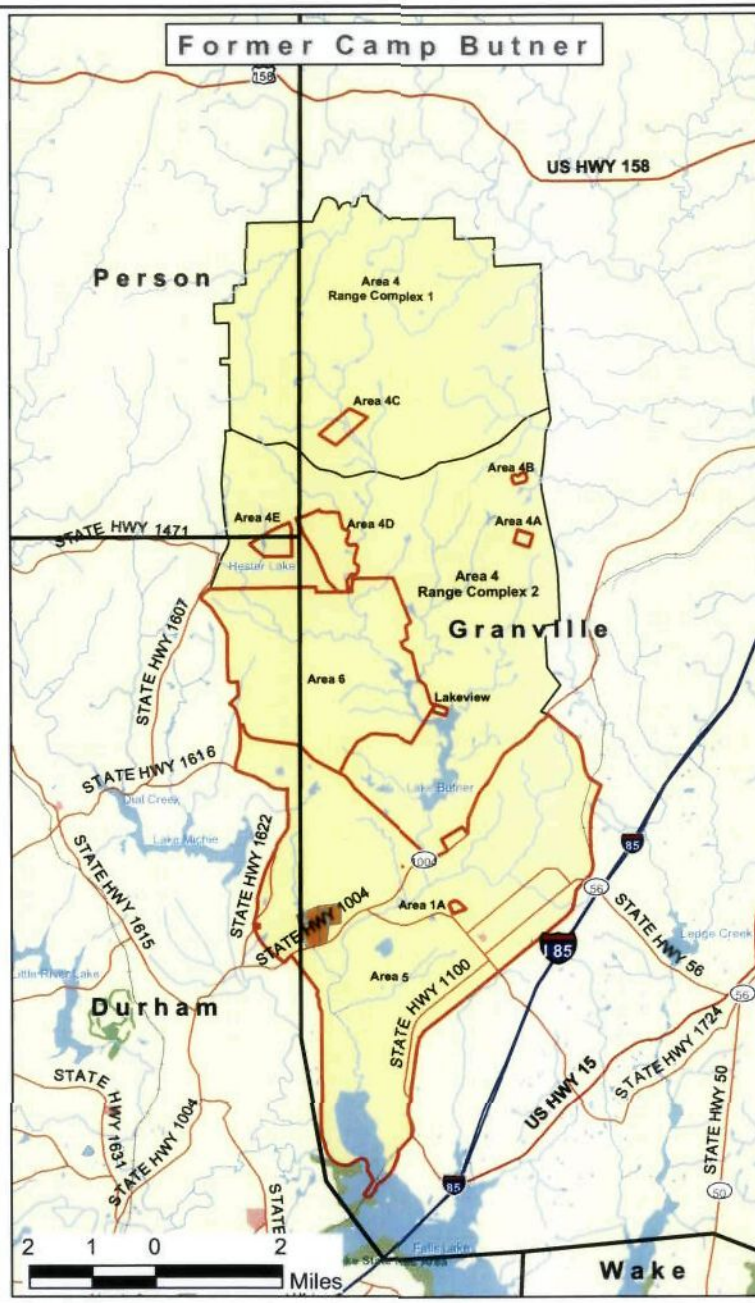 Former Camp Butner
158
US HWY 158
Person
Area 4
Range Complex 1
Area 4C
Area 4B
Area 4E
Area 4D
Area 4A
STATE HWY 1471
Hester Lake
Area 4
Range Complex 2
STATE HWY 1607
Granville
Area 6
Lakeview
STATE HWY 1616
Dial Creek
Lake Butner
Lake Michie
STATE HWY 1622
85
1004
STATE HWY 1615
Area 1A
56
STATE HWY 1004
STATE HWY 56
Ledge Creek
I 85
Little River Lake
Area 5
STATE HWY 1100
56
Durham
STATE HWY 1724
US HWY 15
STATE HWY 50
STATE
HWY 1631
STATE HWY 1004
STATE
85
50
2 1 0 2
Miles
Falls Lake
Wake